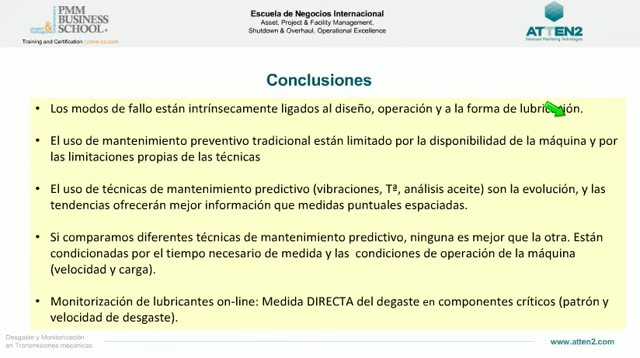 PMM
BUSINESS
SCHOOL
Training and Certification | pmm-bs.com
Escuela de Negocios Internacional
Asset, Project & Facility Management,
Shutdown & Overhaul, Operational Excellence
ATTEN2
Advanced Monitoring Technologies
Conclusiones
• Los modos de fallo están intrínsecamente ligados al diseño, operación y a la forma de lubricación.
• El uso de mantenimiento preventivo tradicional están limitado por la disponibilidad de la máquina y por
las limitaciones propias de las técnicas
• El uso de técnicas de mantenimiento predictivo (vibraciones, Tª, análisis aceite) son la evolución, y las
tendencias ofrecerán mejor información que medidas puntuales espaciadas.
• Si comparamos diferentes técnicas de mantenimiento predictivo, ninguna es mejor que la otra. Están
condicionadas por el tiempo necesario de medida y las condiciones de operación de la máquina
(velocidad y carga).
• Monitorización de lubricantes on-line: Medida DIRECTA del degaste en componentes críticos (patrón y
velocidad de desgaste).
Desgaste y Monitorización
en Transmisiones mecánicas
www.atten2.com